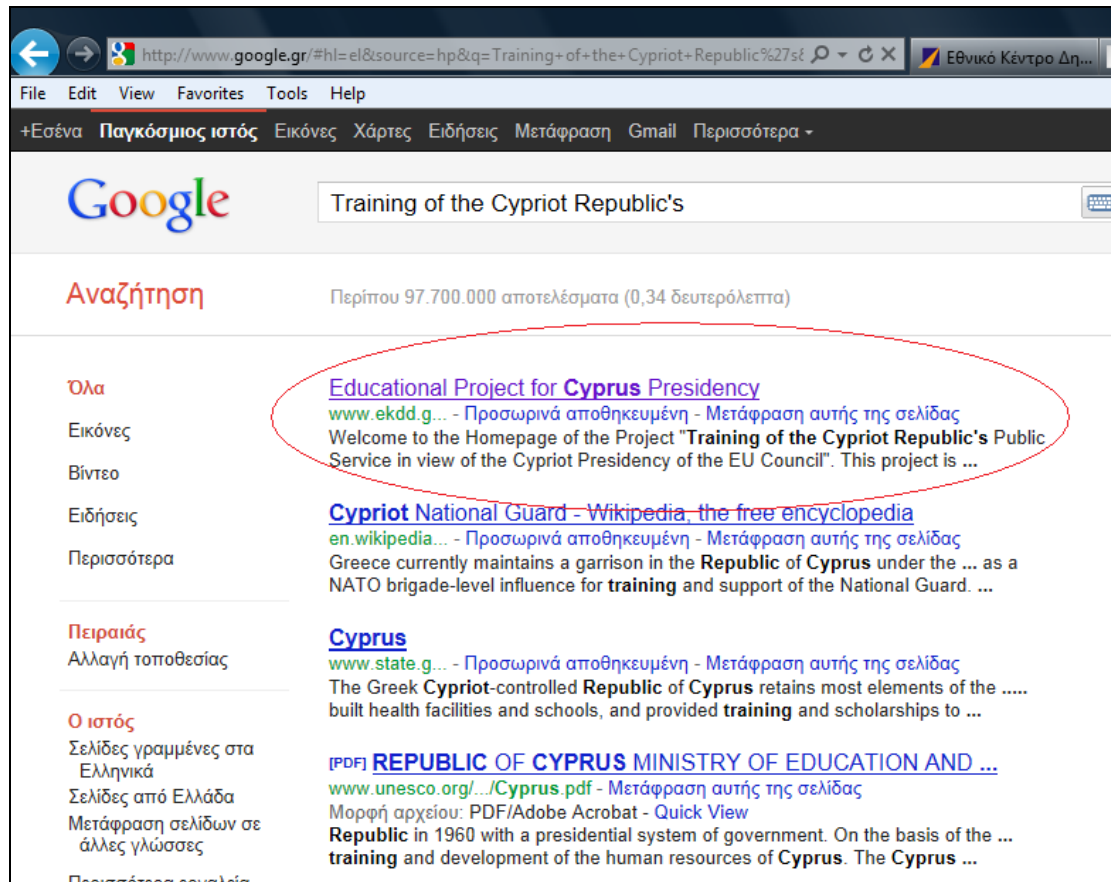 http://www.google.gr/#hl=el&source=hp&q=Training+of+the+Cypriot+Republic%27s&
Εθνικό Κέντρο Δη...
File Edit View Favorites Tools Help
+Εσένα Παγκόσμιος ιστός Εικόνες Χάρτες Ειδήσεις Μετάφραση Gmail Περισσότερα
Google
Training of the Cypriot Republic's
Αναζήτηση
Περίπου 97.700.000 αποτελέσματα (0,34 δευτερόλεπτα)
Όλα
Εικόνες
Βίντεο
Ειδήσεις
Περισσότερα
Πειραιάς
Αλλαγή τοποθεσίας
Ο ιστός
Σελίδες γραμμένες στα
Ελληνικά
Σελίδες από Ελλάδα
Μετάφραση σελίδων σε
άλλες γλώσσες
Educational Project for Cyprus Presidency
www.ekdd.g... - Προσωρινά αποθηκευμένη - Μετάφραση αυτής της σελίδας
Welcome to the Homepage of the Project "Training of the Cypriot Republic's Public
Service in view of the Cypriot Presidency of the EU Council". This project is ...
Cypriot National Guard - Wikipedia, the free encyclopedia
en.wikipedia... - Προσωρινά αποθηκευμένη - Μετάφραση αυτής της σελίδας
Greece currently maintains a garrison in the Republic of Cyprus under the ... as a
NATO brigade-level influence for training and support of the National Guard. ...
Cyprus
www.state.g... - Προσωρινά αποθηκευμένη - Μετάφραση αυτής της σελίδας
The Greek Cypriot-controlled Republic of Cyprus retains most elements of the .....
built health facilities and schools, and provided training and scholarships to ...
[PDF] REPUBLIC OF CYPRUS MINISTRY OF EDUCATION AND ...
www.unesco.org/.../Cyprus.pdf - Μετάφραση αυτής της σελίδας
Μορφή αρχείου: PDF/Adobe Acrobat - Quick View
Republic in 1960 with a presidential system of government. On the basis of the ...
training and development of the human resources of Cyprus. The Cyprus ...